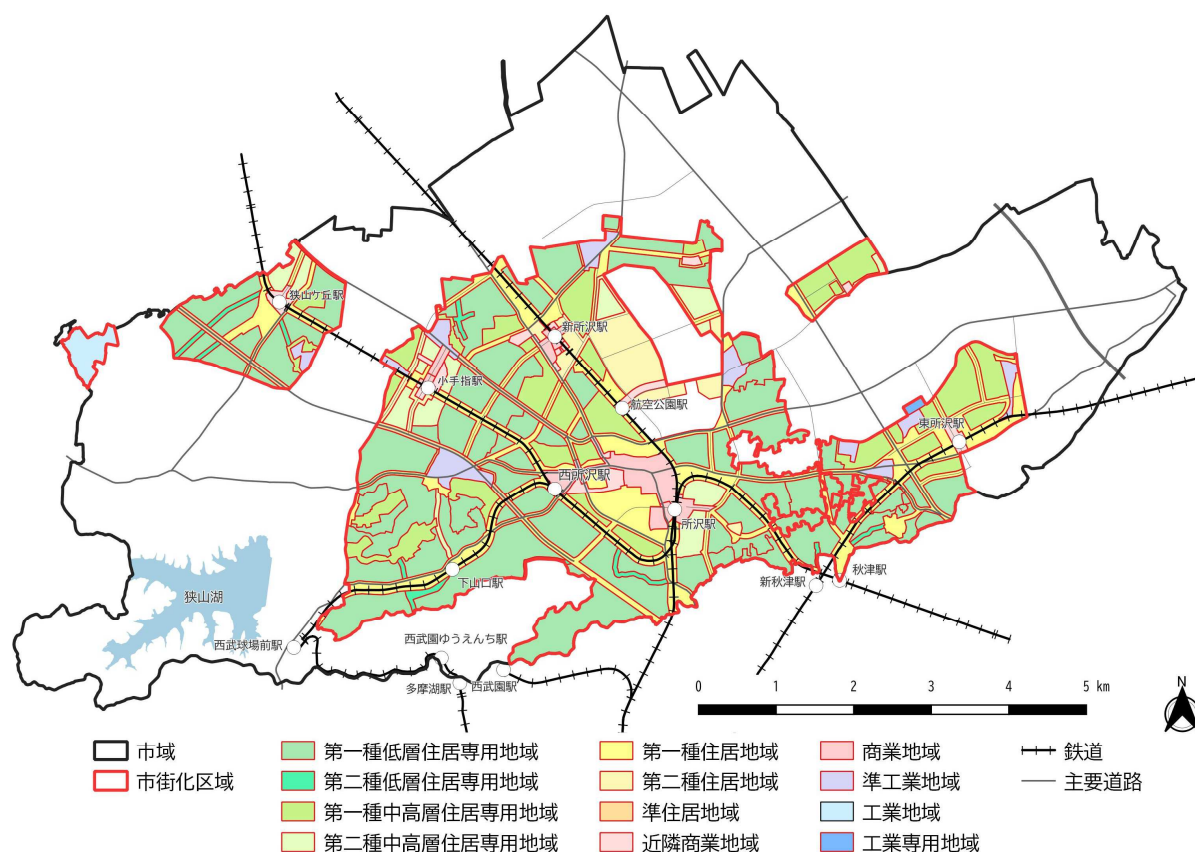 狭山ケ丘駅
新所沢駅
小手指駅
航空公園駅
東所沢駅
西所沢駅
所沢駅
下山口駅
新秋津駅
秋津駅
狭山湖
西武球場前駅
西武園ゆうえんち駅
多摩湖駅
西武園駅
0 1 2 3 4 5 km
N
市域
市街化区域
第一種低層住居専用地域
第二種低層住居専用地域
第一種中高層住居専用地域
第二種中高層住居専用地域
第一種住居地域
第二種住居地域
準住居地域
近隣商業地域
商業地域
準工業地域
工業地域
工業専用地域
鉄道
主要道路